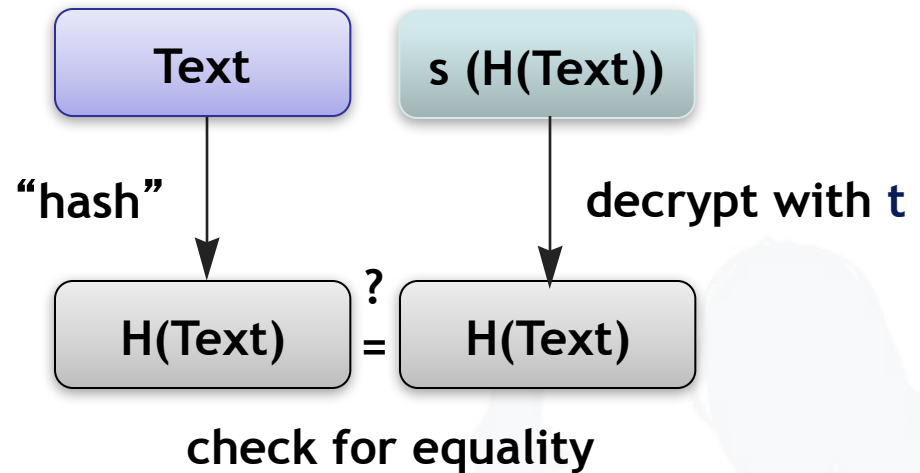 Text
s (H(Text))
“hash”
decrypt with t
H(Text)
?
=
H(Text)
check for equality